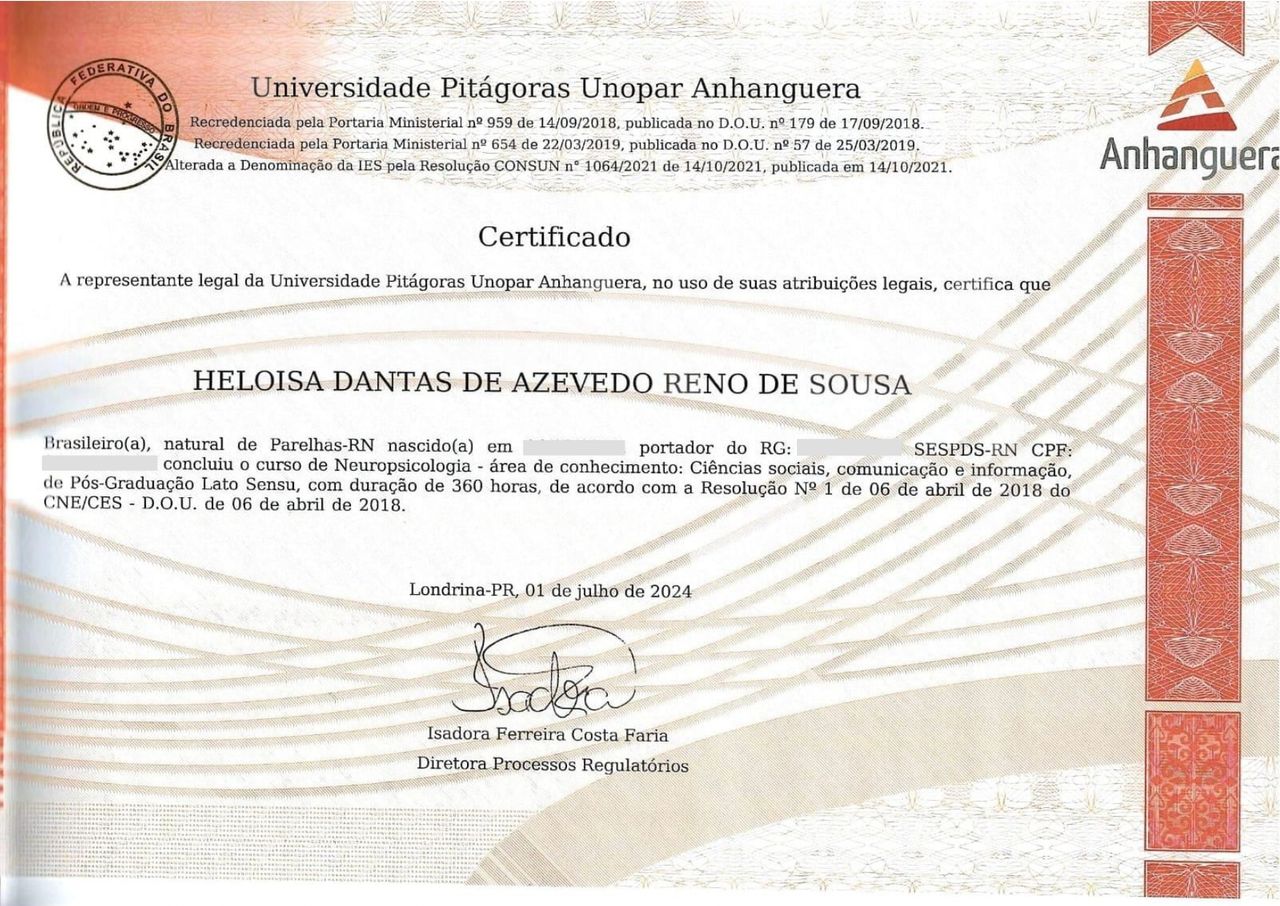 REPÚBLICA FEDERATIVA DO BRASIL
ORDEM E PROGRESSO
Universidade Pitágoras Unopar Anhanguera
Recredenciada pela Portaria Ministerial nº 959 de 14/09/2018, publicada no D.O.U. nº 179 de 17/09/2018.
Recredenciada pela Portaria Ministerial nº 654 de 22/03/2019, publicada no D.O.U. nº 57 de 25/03/2019.
Alterada a Denominação da IES pela Resolução CONSUN n° 1064/2021 de 14/10/2021, publicada em 14/10/2021.
Anhanguera
Certificado
A representante legal da Universidade Pitágoras Unopar Anhanguera, no uso de suas atribuições legais, certifica que
HELOISA DANTAS DE AZEVEDO RENO DE SOUSA
Brasileiro(a), natural de Parelhas-RN nascido(a) em portador do RG: SESPDS-RN CPF:
concluiu o curso de Neuropsicologia - área de conhecimento: Ciências sociais, comunicação e informação,
de Pós-Graduação Lato Sensu, com duração de 360 horas, de acordo com a Resolução Nº 1 de 06 de abril de 2018 do
CNE/CES - D.O.U. de 06 de abril de 2018.
Londrina-PR, 01 de julho de 2024
Isadora
Isadora Ferreira Costa Faria
Diretora Processos Regulatórios